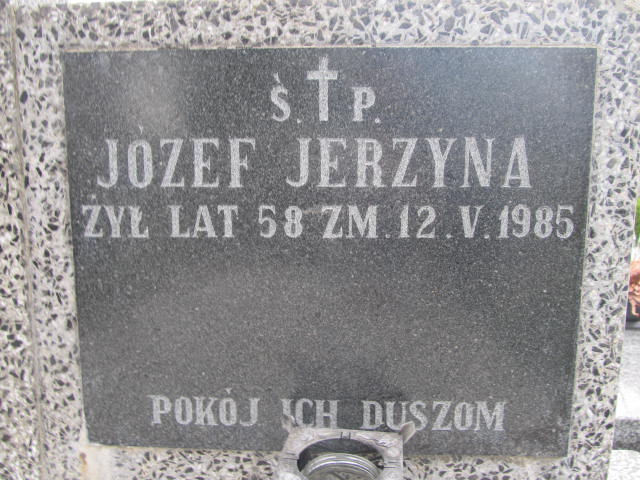 Ś. P.
JÓZEF JERZYNA
ŻYŁ LAT 58 ZM. 12. V. 1985
POKÓJ ICH DUSZOM